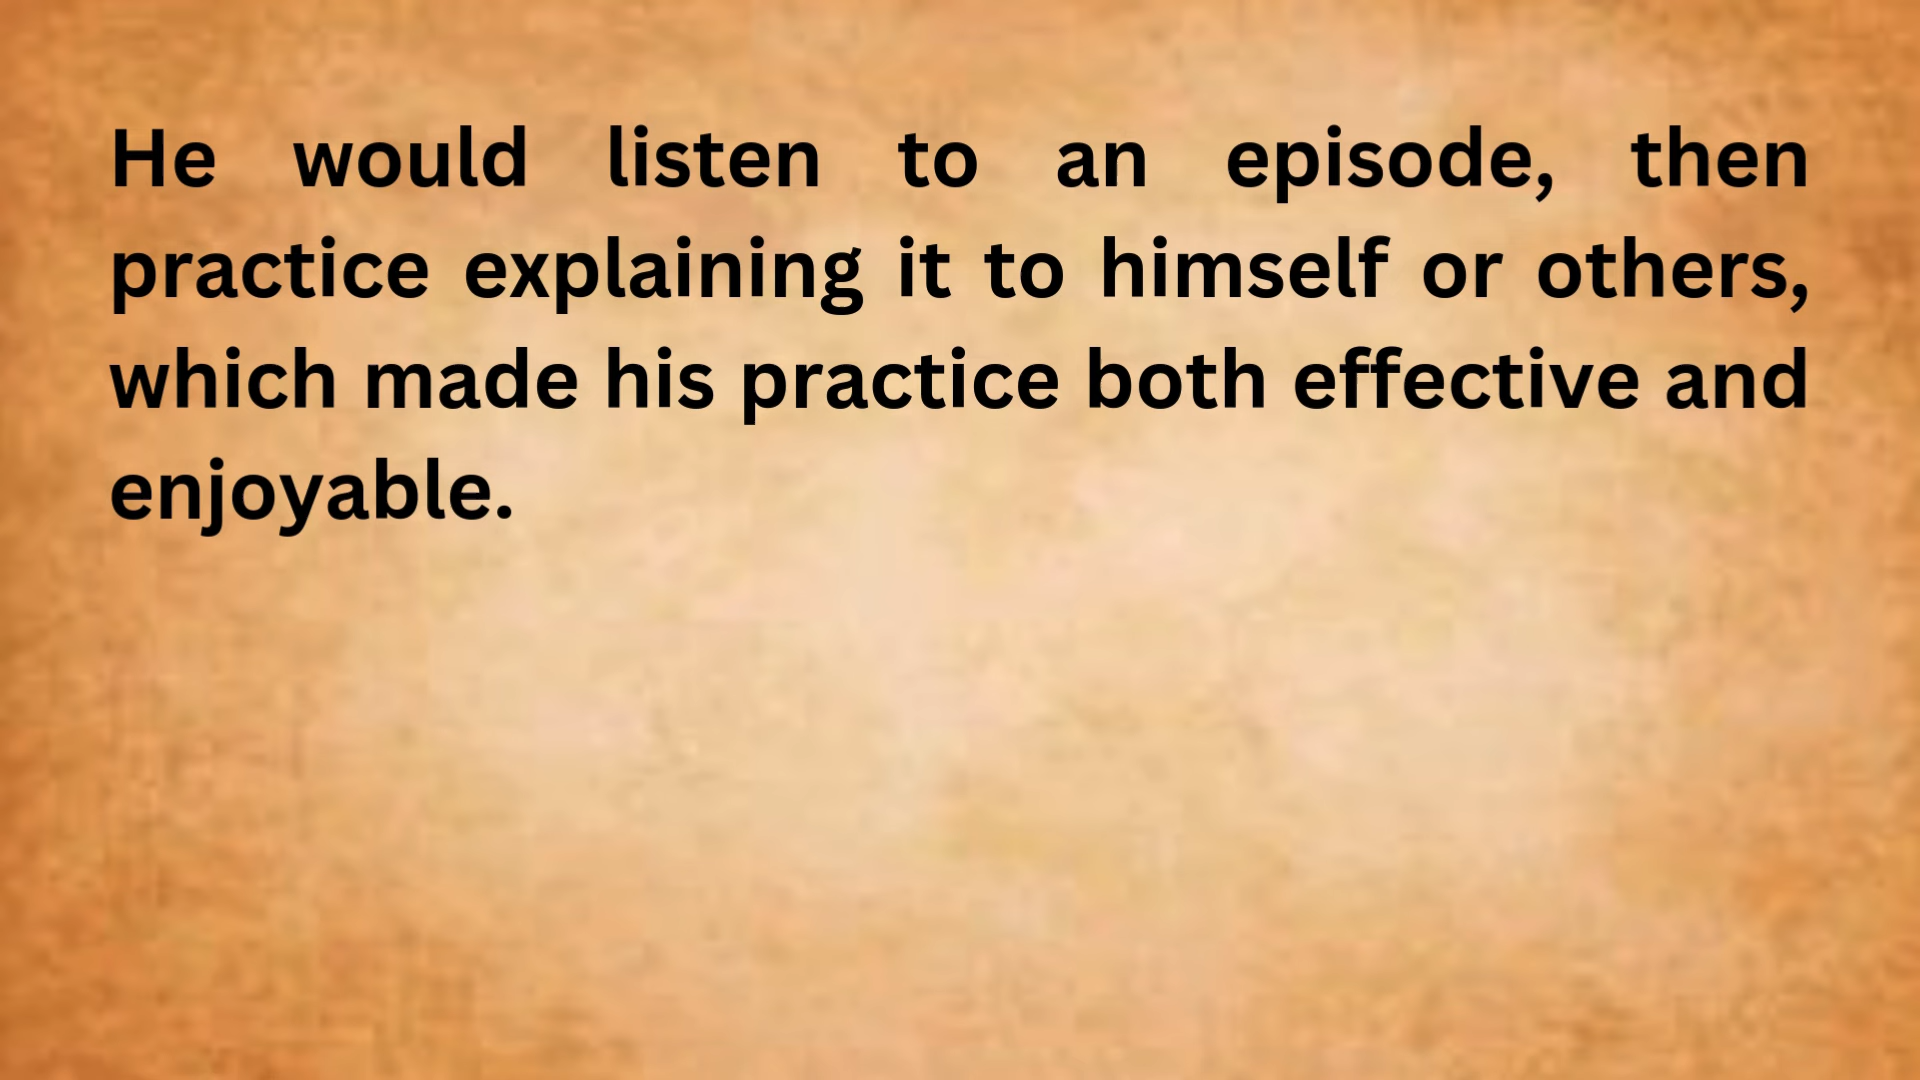 He would listen to an episode, then
practice explaining it to himself or others,
which made his practice both effective and
enjoyable.